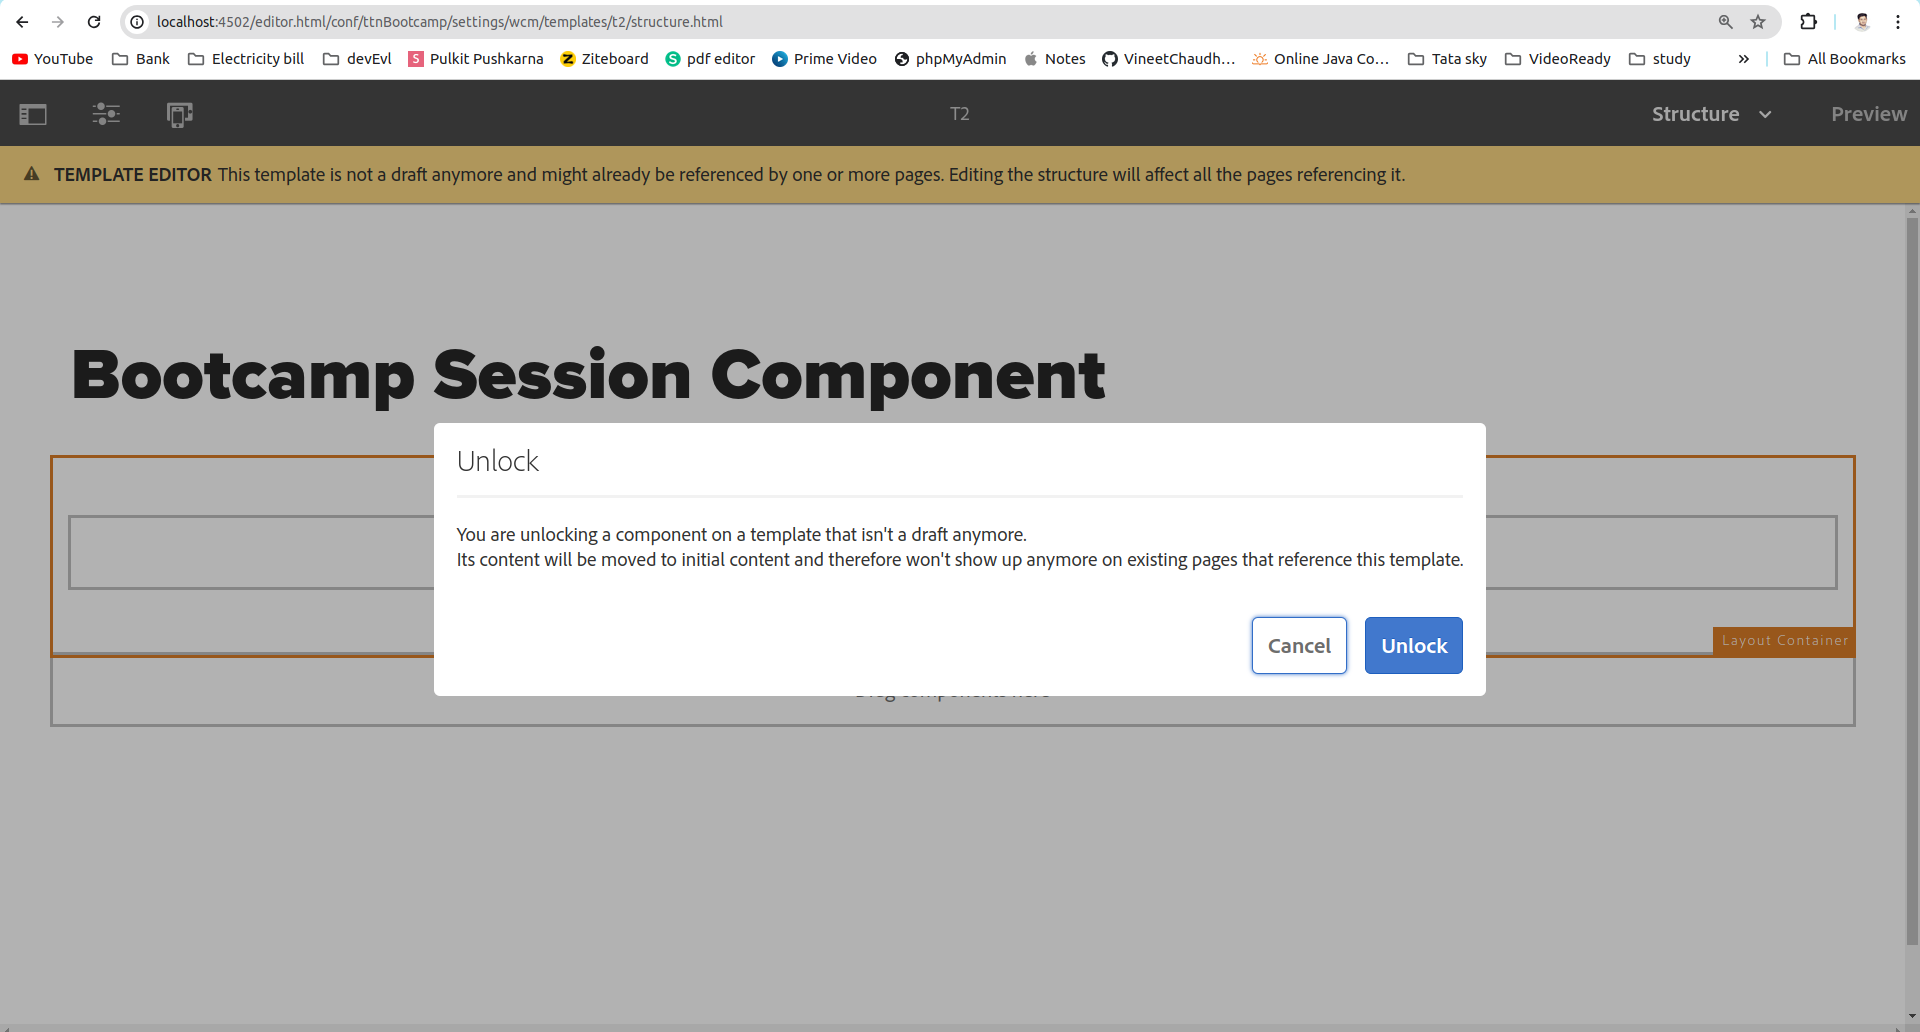 localhost:4502/editor.html/conf/ttnBootcamp/settings/wcm/templates/t2/structure.html
YouTube Bank Electricity bill devEvl Pulkit Pushkarna Ziteboard pdf editor Prime Video phpMyAdmin Notes VineetChaudh... Online Java Co... Tata sky VideoReady study » All Bookmarks
T2 Structure Preview
TEMPLATE EDITOR This template is not a draft anymore and might already be referenced by one or more pages. Editing the structure will affect all the pages referencing it.
Bootcamp Session Component
Unlock
You are unlocking a component on a template that isn't a draft anymore.
Its content will be moved to initial content and therefore won't show up anymore on existing pages that reference this template.
Cancel Unlock
Layout Container
Drag components here